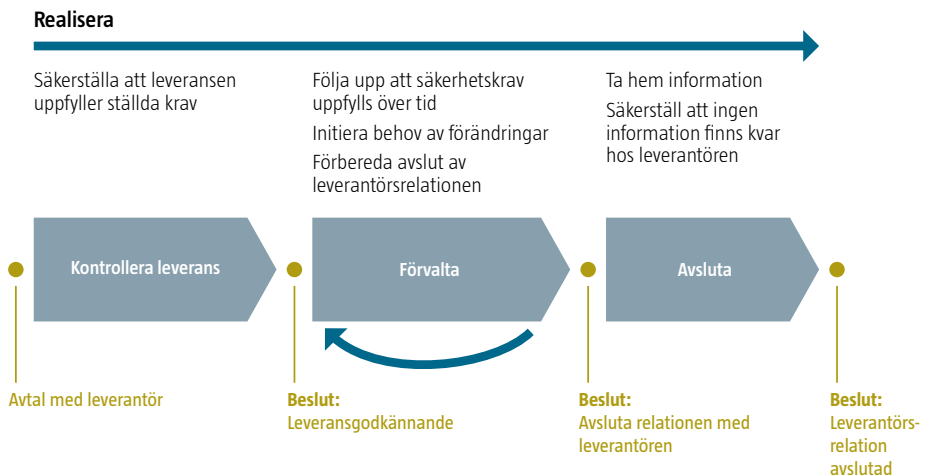 Realisera
Säkerställa att leveransen
uppfyller ställda krav
Följa upp att säkerhetskrav
uppfylls över tid
Initiera behov av förändringar
Förbereda avslut av
leverantörsrelationen
Ta hem information
Säkerställ att ingen
information finns kvar
hos leverantören
Kontrollera leverans
Förvalta
Avsluta
Avtal med leverantör
Beslut:
Leveransgodkännande
Beslut:
Avsluta relationen med
leverantören
Beslut:
Leverantörs-
relation
avslutad